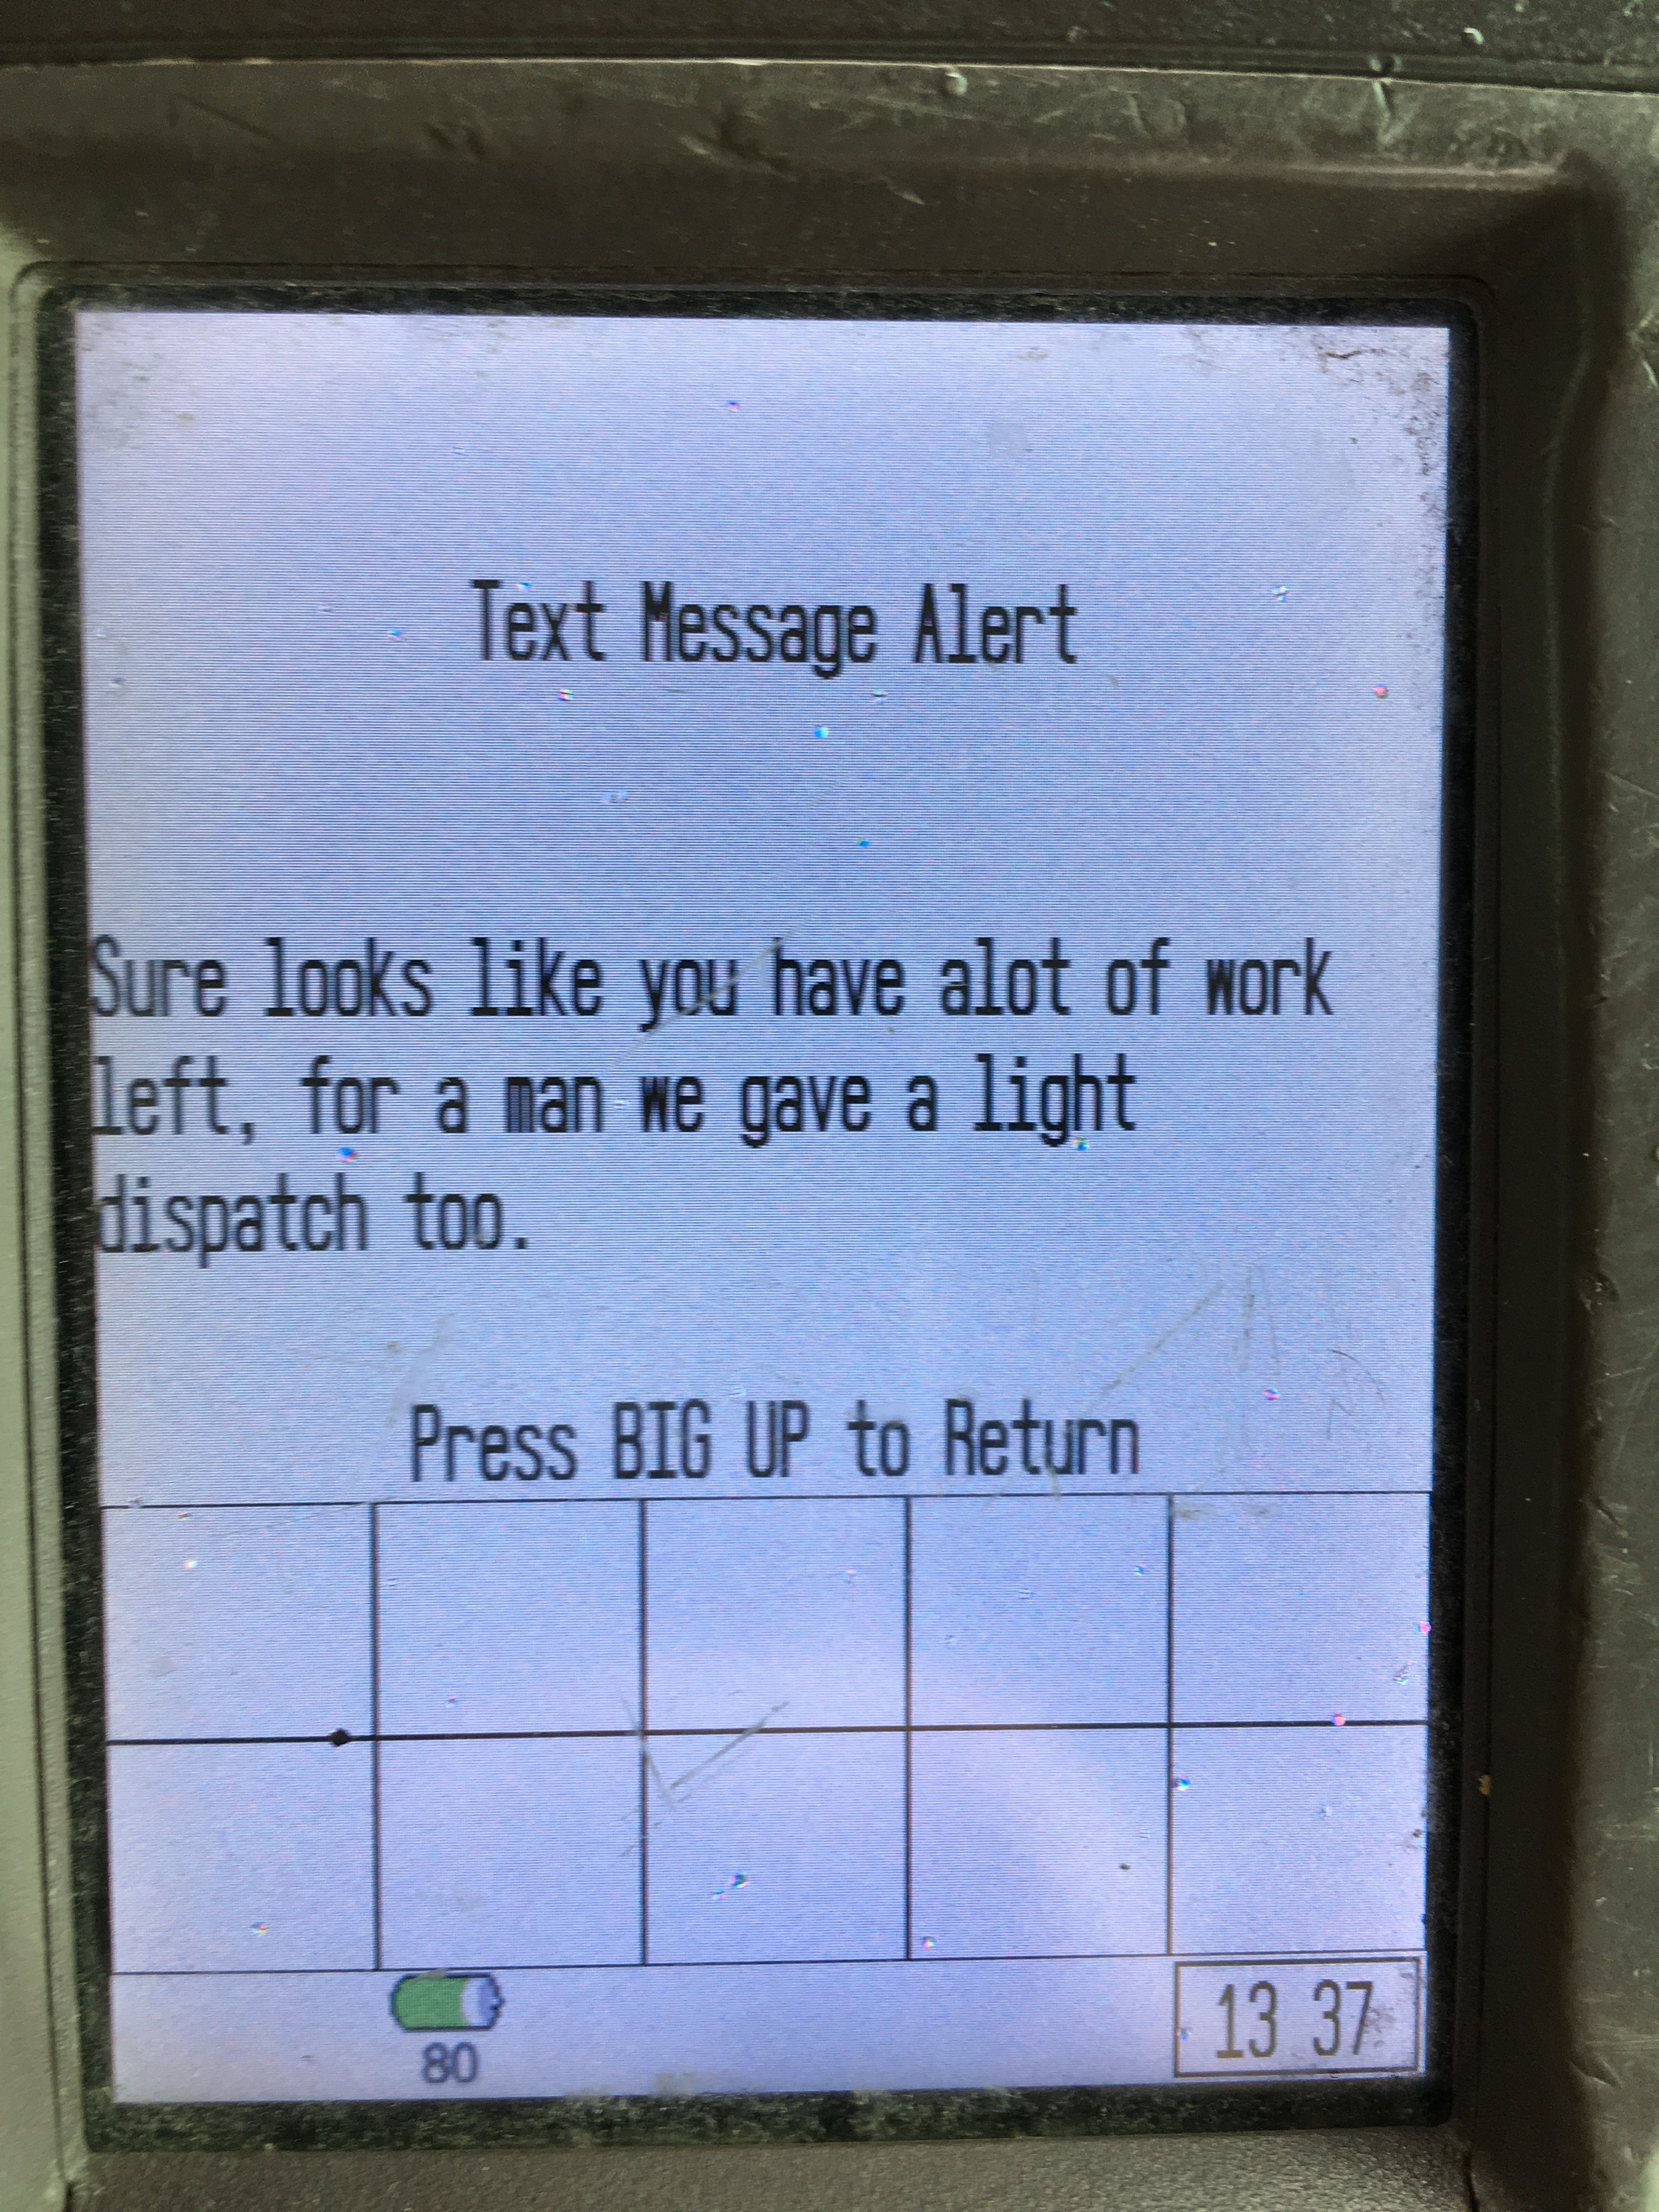 Text Message Alert
Sure looks like you have alot of work
left, for a man we gave a light
dispatch too.
Press BIG UP to Return
80
13 37